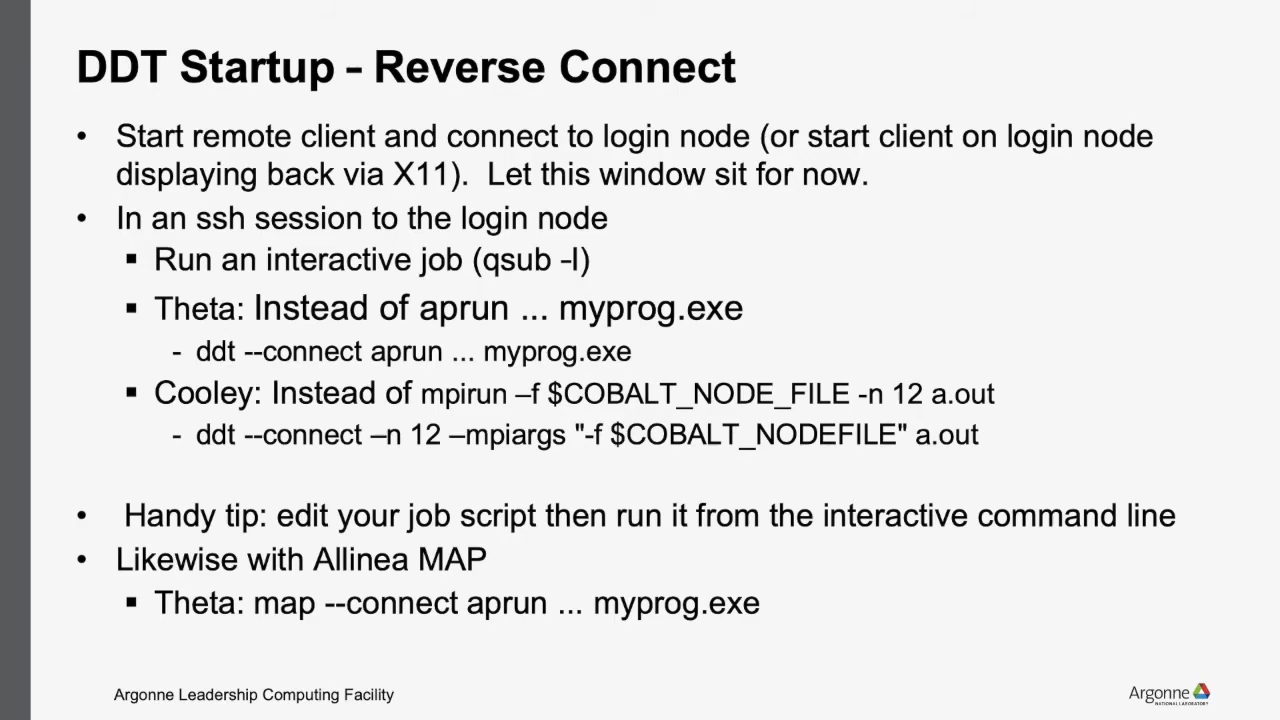 DDT Startup – Reverse Connect
• Start remote client and connect to login node (or start client on login node
displaying back via X11).  Let this window sit for now.
• In an ssh session to the login node
▪ Run an interactive job (qsub –I)
▪ Theta: Instead of aprun ... myprog.exe
- ddt --connect aprun ... myprog.exe
▪ Cooley: Instead of mpirun –f $COBALT_NODE_FILE -n 12 a.out
- ddt --connect –n 12 –mpiargs "-f $COBALT_NODEFILE" a.out
• Handy tip: edit your job script then run it from the interactive command line
• Likewise with Allinea MAP
▪ Theta: map --connect aprun ... myprog.exe
Argonne Leadership Computing Facility
Argonne
NATIONAL LABORATORY